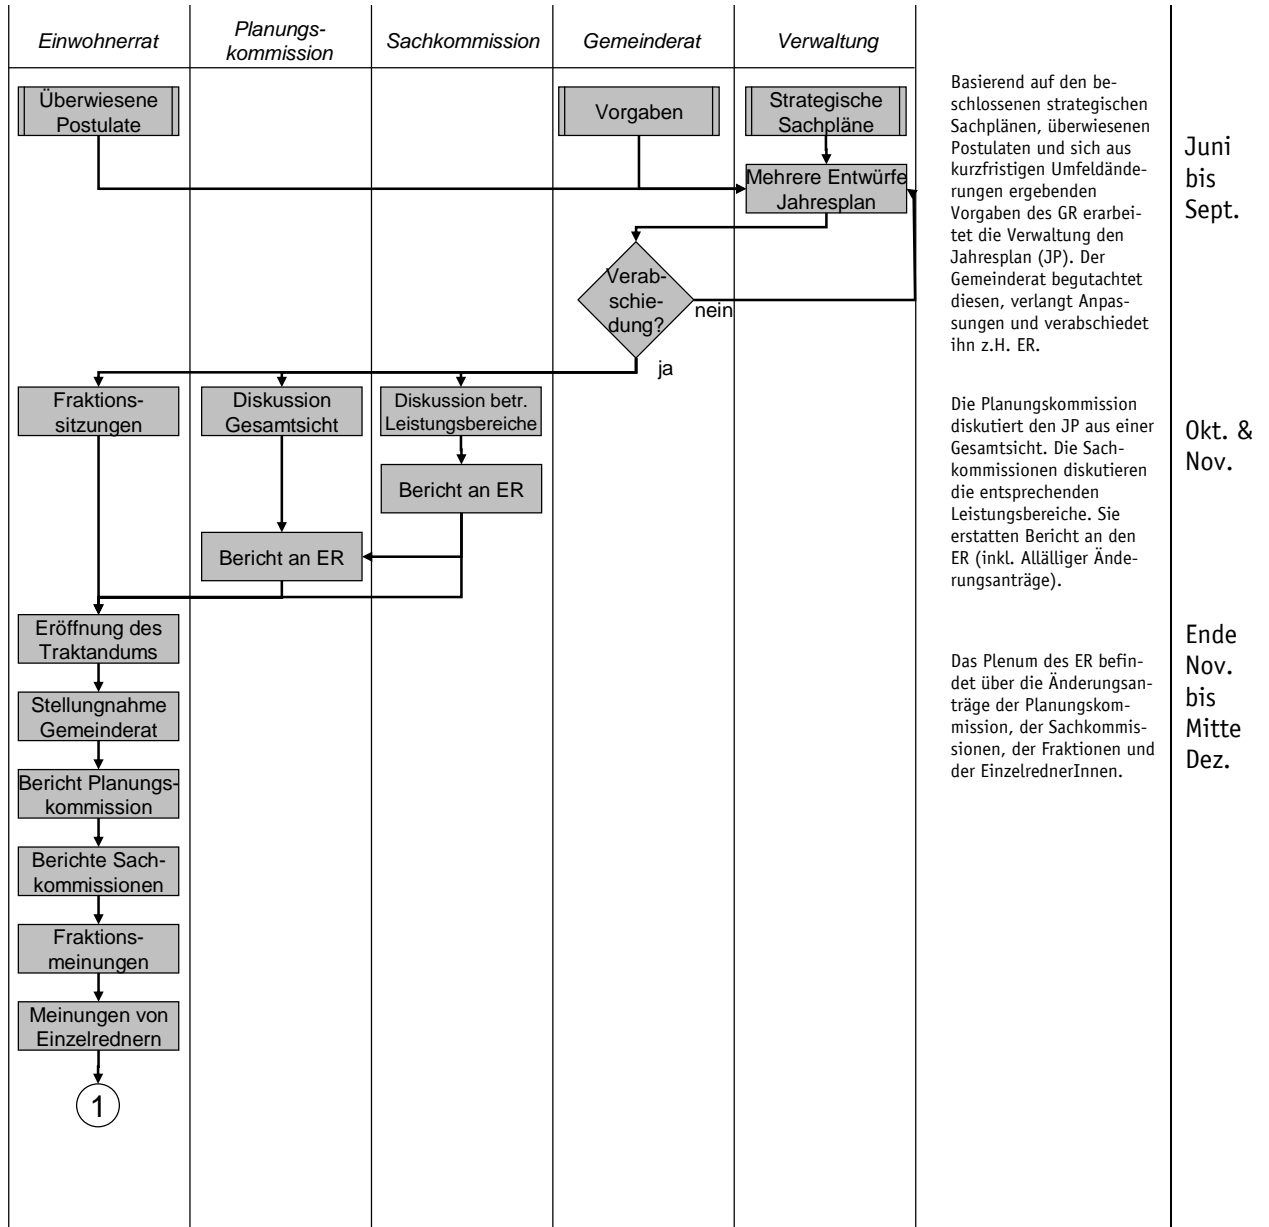 Einwohnerrat
Planungs-
kommission
Sachkommission
Gemeinderat
Verwaltung
Überwiesene
Postulate
Vorgaben
Strategische
Sachpläne
Mehrere Entwürfe
Jahresplan
Verab-
schie-
dung?
nein
ja
Fraktions-
sitzungen
Diskussion
Gesamtsicht
Diskussion betr.
Leistungsbereiche
Bericht an ER
Bericht an ER
Eröffnung des
Traktandums
Stellungnahme
Gemeinderat
Bericht Planungs-
kommission
Berichte Sach-
kommissionen
Fraktions-
meinungen
Meinungen von
Einzelrednern
1
Basierend auf den be-
schlossenen strategischen
Sachplänen, überwiesenen
Postulaten und sich aus
kurzfristigen Umfeldände-
rungen ergebenden
Vorgaben des GR erarbei-
tet die Verwaltung den
Jahresplan (JP). Der
Gemeinderat begutachtet
diesen, verlangt Anpas-
sungen und verabschiedet
ihn z.H. ER.
Juni
bis
Sept.
Die Planungskommission
diskutiert den JP aus einer
Gesamtsicht. Die Sach-
kommissionen diskutieren
die entsprechenden
Leistungsbereiche. Sie
erstatten Bericht an den
ER (inkl. Allälliger Ände-
rungsanträge).
Okt. &
Nov.
Das Plenum des ER befin-
det über die Änderungsan-
träge der Planungskom-
mission, der Sachkommis-
sionen, der Fraktionen und
der EinzelrednerInnen.
Ende
Nov.
bis
Mitte
Dez.